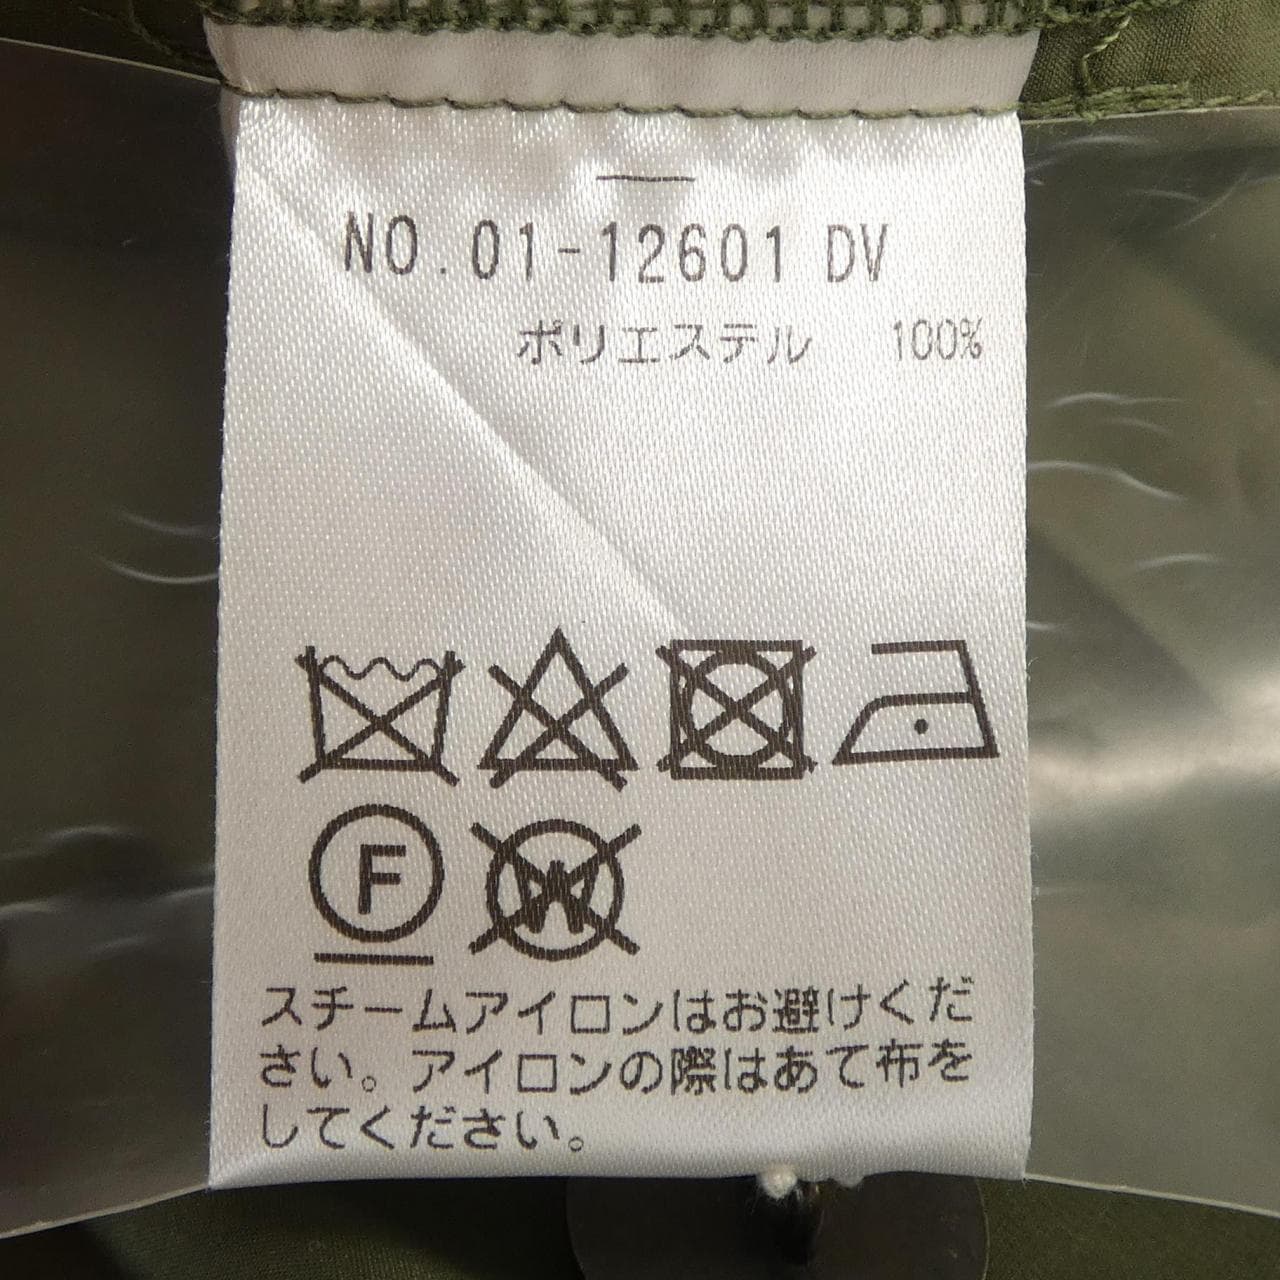 NO.01-12601 DV
ポリエステル 100%
F
W
スチームアイロンはお避けくだ
さい。アイロンの際はあて布を
してください。